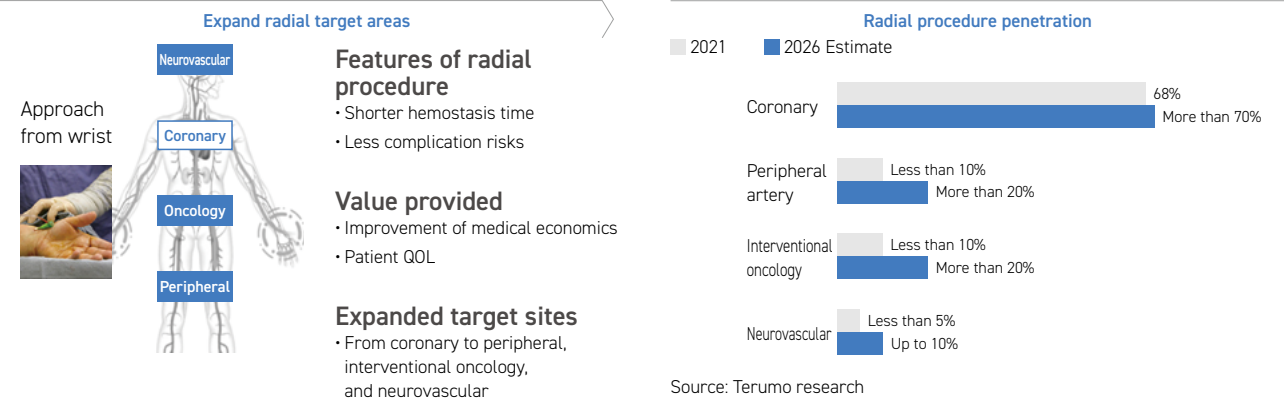 Expand radial target areas
Approach
from wrist
Neurovascular
Coronary
Oncology
Peripheral
Features of radial
procedure
・Shorter hemostasis time
・Less complication risks
Value provided
・Improvement of medical economics
・Patient QOL
Expanded target sites
・From coronary to peripheral,
interventional oncology,
and neurovascular
Radial procedure penetration
2021
2026 Estimate
Coronary
68%
More than 70%
Peripheral
artery
Less than 10%
More than 20%
Interventional
oncology
Less than 10%
More than 20%
Neurovascular
Less than 5%
Up to 10%
Source: Terumo research